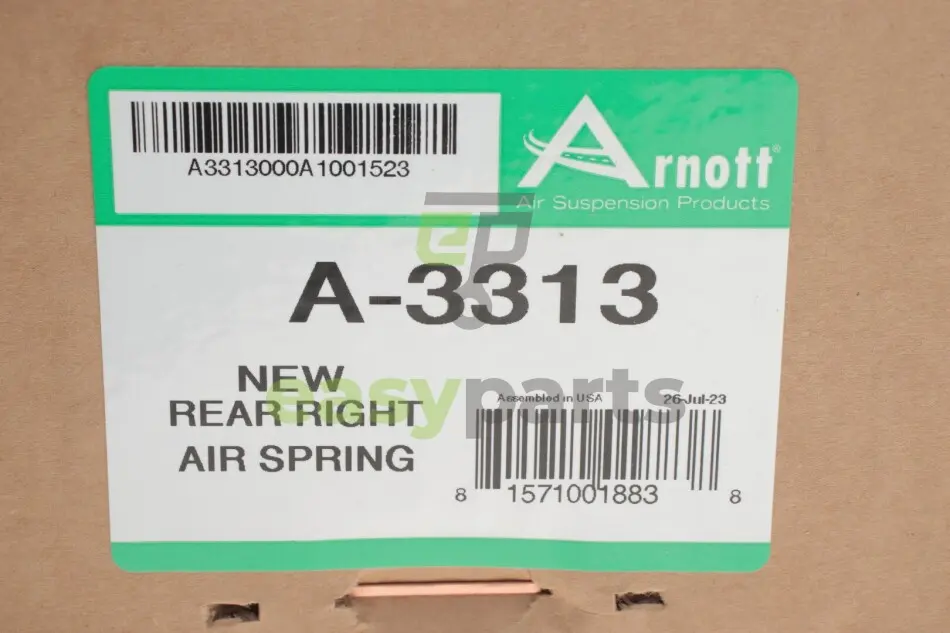 A3313000A1001523
Arnott®
Air Suspension Products
A-3313
NEW
REAR RIGHT
AIR SPRING
easyparts
Assembled in USA 26-Jul-23
8 1571001883 8